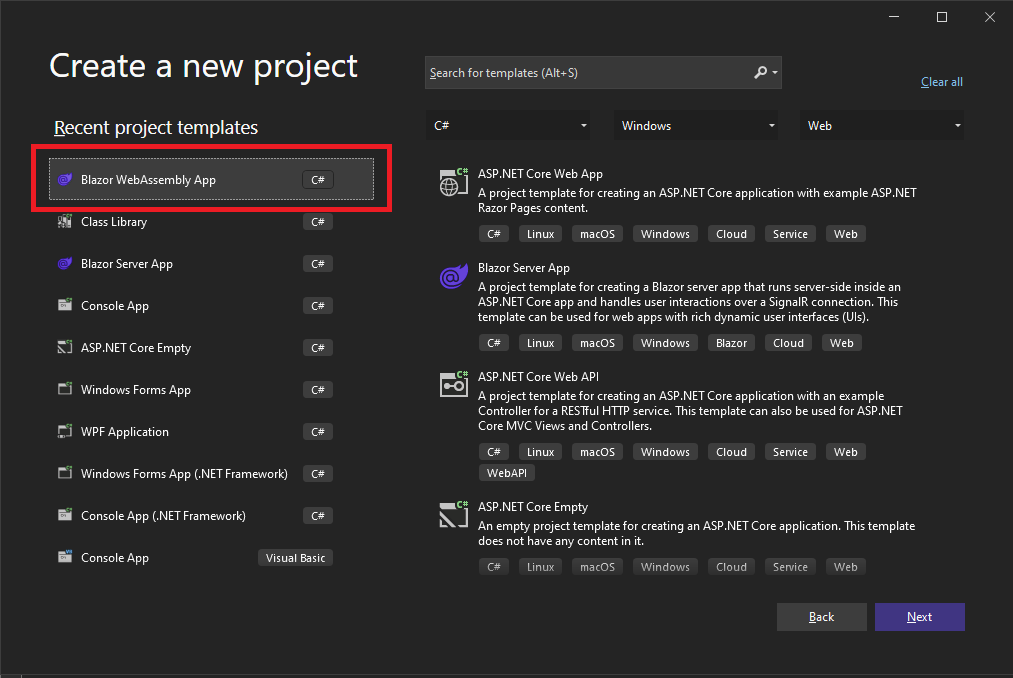 Create a new project
Search for templates (Alt+S)
Clear all
C#
Windows
Web
Recent project templates
Blazor WebAssembly App
C#
Class Library
C#
Blazor Server App
C#
Console App
C#
ASP.NET Core Empty
C#
Windows Forms App
C#
WPF Application
C#
Windows Forms App (.NET Framework)
C#
Console App (.NET Framework)
C#
Console App
Visual Basic
ASP.NET Core Web App
A project template for creating an ASP.NET Core application with example ASP.NET
Razor Pages content.
C# Linux macOS Windows Cloud Service Web
Blazor Server App
A project template for creating a Blazor server app that runs server-side inside an
ASP.NET Core app and handles user interactions over a SignalR connection. This
template can be used for web apps with rich dynamic user interfaces (UIs).
C# Linux macOS Windows Blazor Cloud Web
ASP.NET Core Web API
A project template for creating an ASP.NET Core application with an example
Controller for a RESTful HTTP service. This template can also be used for ASP.NET
Core MVC Views and Controllers.
C# Linux macOS Windows Cloud Service Web
WebAPI
ASP.NET Core Empty
An empty project template for creating an ASP.NET Core application. This template
does not have any content in it.
C# Linux macOS Windows Cloud Service Web
Back
Next